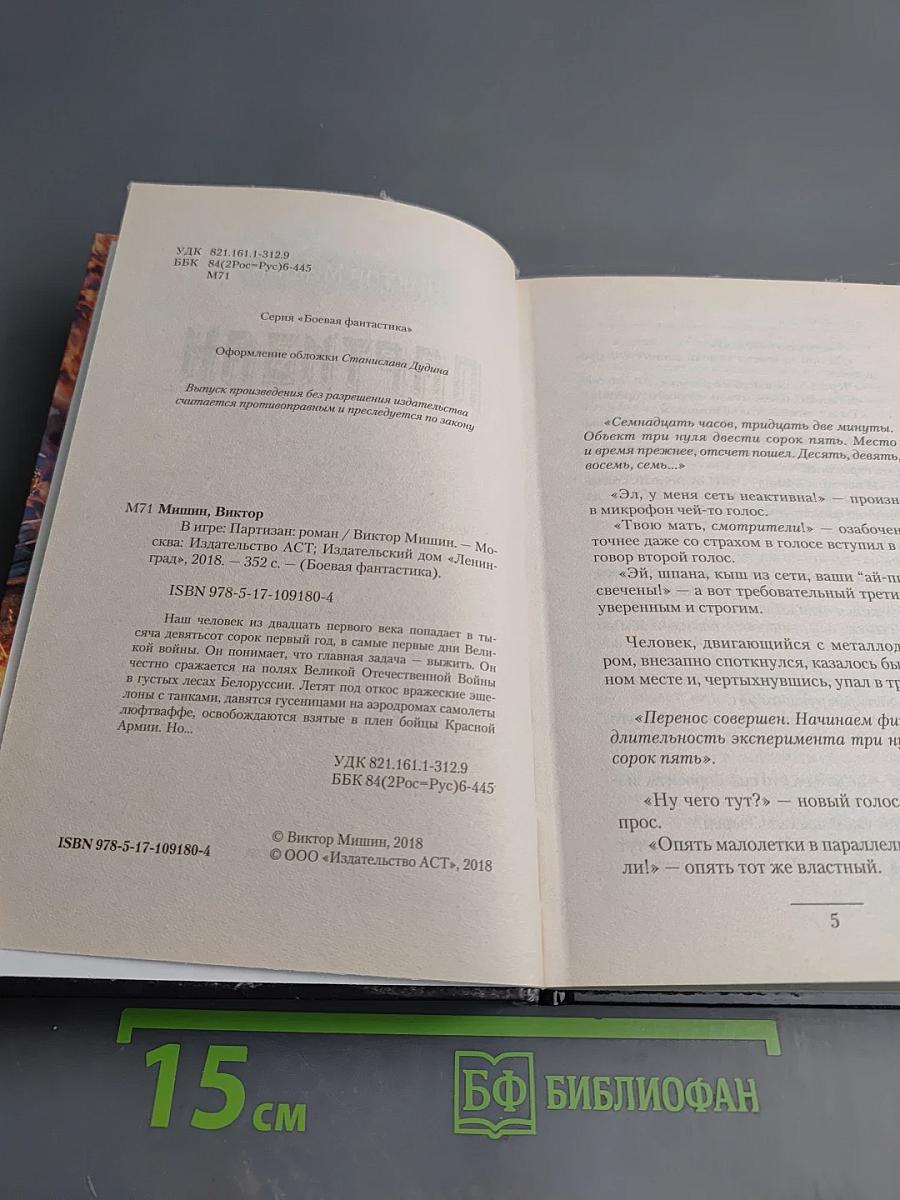 УДК 821.161.1-312.9
ББК 84(2Рос=Рус)6-445
М71
Серия «Боевая фантастика»
Оформление обложки Станислава Дудина
Выпуск произведения без разрешения издательства
считается противоправным и преследуется по закону
М71 Мишин, Виктор
В игре: Партизан: роман / Виктор Мишин. — Мо-
сква: Издательство АСТ; Издательский дом «Ленин-
град», 2018. — 352 с. — (Боевая фантастика).
ISBN 978-5-17-109180-4
Наш человек из двадцать первого века попадает в ты-
сяча девятьсот сорок первый год, в самые первые дни Вели-
кой войны. Он понимает, что главная задача — выжить. Он
честно сражается на полях Великой Отечественной Войны
в густых лесах Белоруссии. Летят под откос вражеские эше-
лоны с танками, давятся гусеницами на аэродромах самолеты
люфтваффе, освобождаются взятые в плен бойцы Красной
Армии. Но...
УДК 821.161.1-312.9
ББК 84(2Рос=Рус)6-445
ISBN 978-5-17-109180-4
© Виктор Мишин, 2018
© ООО «Издательство АСТ», 2018
«Семнадцать часов, тридцать две минуты.
Объект три нуля двести сорок пять. Место
и время прежнее, отсчет пошел. Десять, девять,
восемь, семь...»
«Эл, у меня сеть неактивна!» — произн
в микрофон чей-то голос.
«Твою мать, смотрители!» — озабочен
точнее даже со страхом в голосе вступил в
говор второй голос.
«Эй, шпана, кыш из сети, ваши "ай-пи
свечены!» — а вот требовательный трети
уверенным и строгим.
Человек, двигающийся с металлод
ром, внезапно споткнулся, казалось бы
ном месте и, чертыхнувшись, упал в тр
«Перенос совершен. Начинаем фи
длительность эксперимента три ну
сорок пять».
«Ну чего тут?» — новый голос
прос.
«Опять малолетки в параллель
ли!» — опять тот же властный.
5
15 см
БФ БИБЛИОФАН